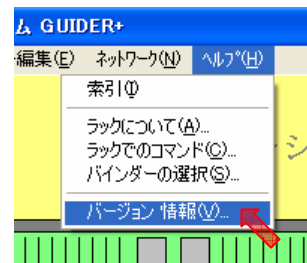 ム GUIDER+
編集(E) ネットワーク(N) ヘルプ(H)
索引(I)
ラックについて(A)...
ラックでのコマンド(C)...
バインダーの選択(S)...
バージョン 情報(V)...
シ